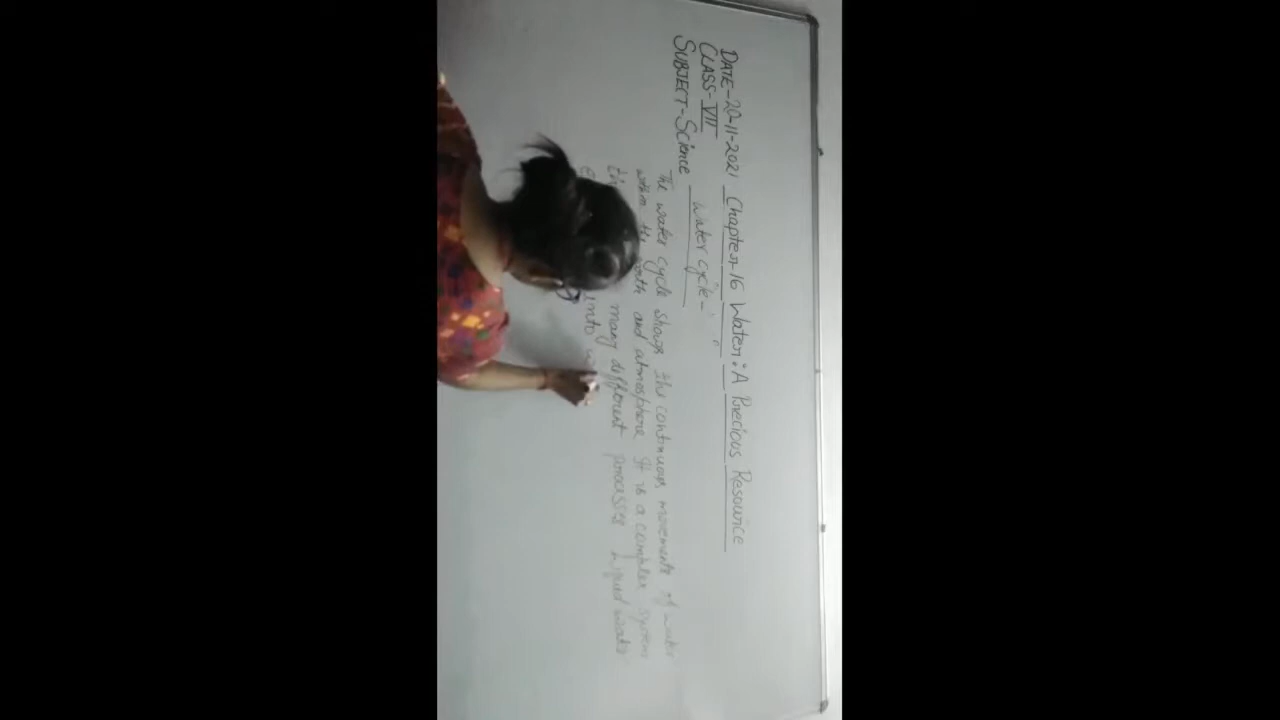 DATE-20-11-2021 Chapter-16 Water: A Precious Resource
CLASS-VII
SUBJECT-Science
Water cycle-
The water cycle shows the continuous movements of water
within the earth and atmosphere. It is a complex system
many different processes liquid water
into